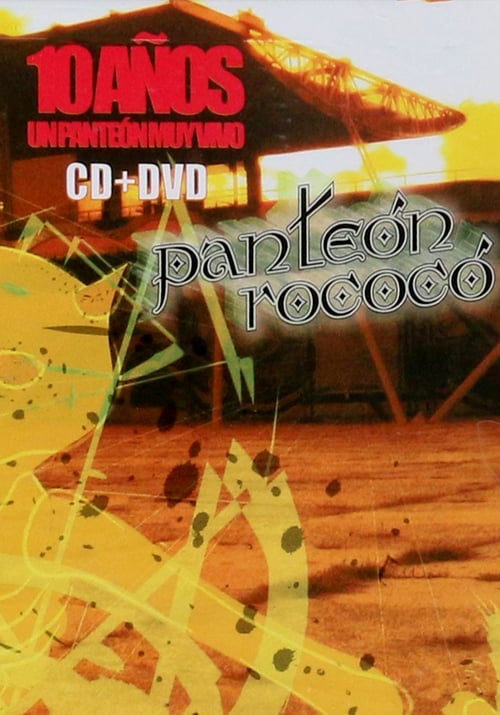 10 AÑOS
UN PANTEÓN MUY VIVO
CD+DVD
panteón
rococó